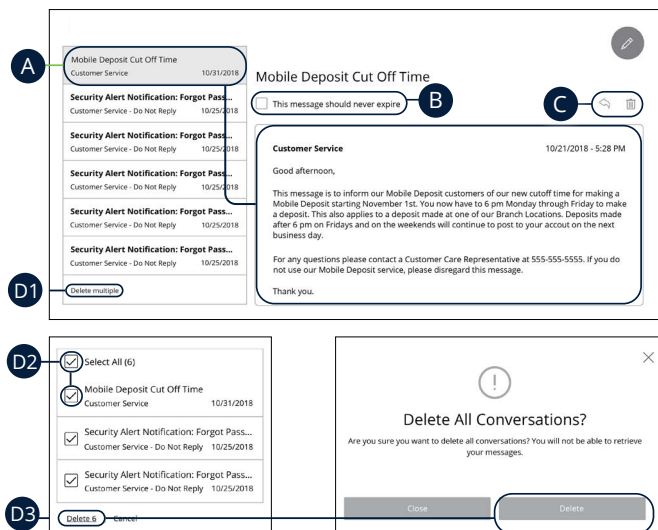 A
Mobile Deposit Cut Off Time
Customer Service 10/31/2018
Security Alert Notification: Forgot Pass...
Customer Service - Do Not Reply 10/25/2018
Security Alert Notification: Forgot Pass...
Customer Service - Do Not Reply 10/25/2018
Security Alert Notification: Forgot Pass...
Customer Service - Do Not Reply 10/25/2018
Security Alert Notification: Forgot Pass...
Customer Service - Do Not Reply 10/25/2018
Security Alert Notification: Forgot Pass...
Customer Service - Do Not Reply 10/25/2018
D1
Delete multiple
Mobile Deposit Cut Off Time
This message should never expire
B
C
Customer Service 10/21/2018 - 5:28 PM
Good afternoon,
This message is to inform our Mobile Deposit customers of our new cutoff time for making a
Mobile Deposit starting November 1st. You now have to 6 pm Monday through Friday to make
a deposit. This also applies to a deposit made at one of our Branch Locations. Deposits made
after 6 pm on Fridays and on the weekends will continue to post to your accout on the next
business day.
For any questions please contact a Customer Care Representative at 555-555-5555. If you do
not use our Mobile Deposit service, please disregard this message.
Thank you.
D2
Select All (6)
Mobile Deposit Cut Off Time
Customer Service 10/31/2018
Security Alert Notification: Forgot Pass...
Customer Service - Do Not Reply 10/25/2018
Security Alert Notification: Forgot Pass...
Customer Service - Do Not Reply 10/25/2018
D3
Delete 6 Cancel
Delete All Conversations?
Are you sure you want to delete all conversations? You will not be able to retrieve
your messages.
Close Delete